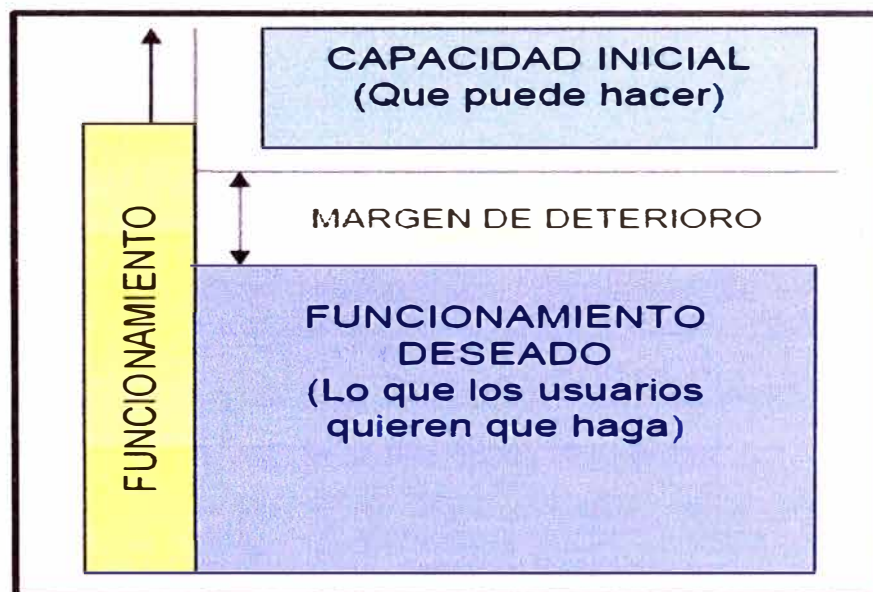 CAPACIDAD INICIAL
(Que puede hacer)
MARGEN DE DETERIORO
FUNCIONAMIENTO
FUNCIONAMIENTO
DESEADO
(Lo que los usuarios
quieren que haga)